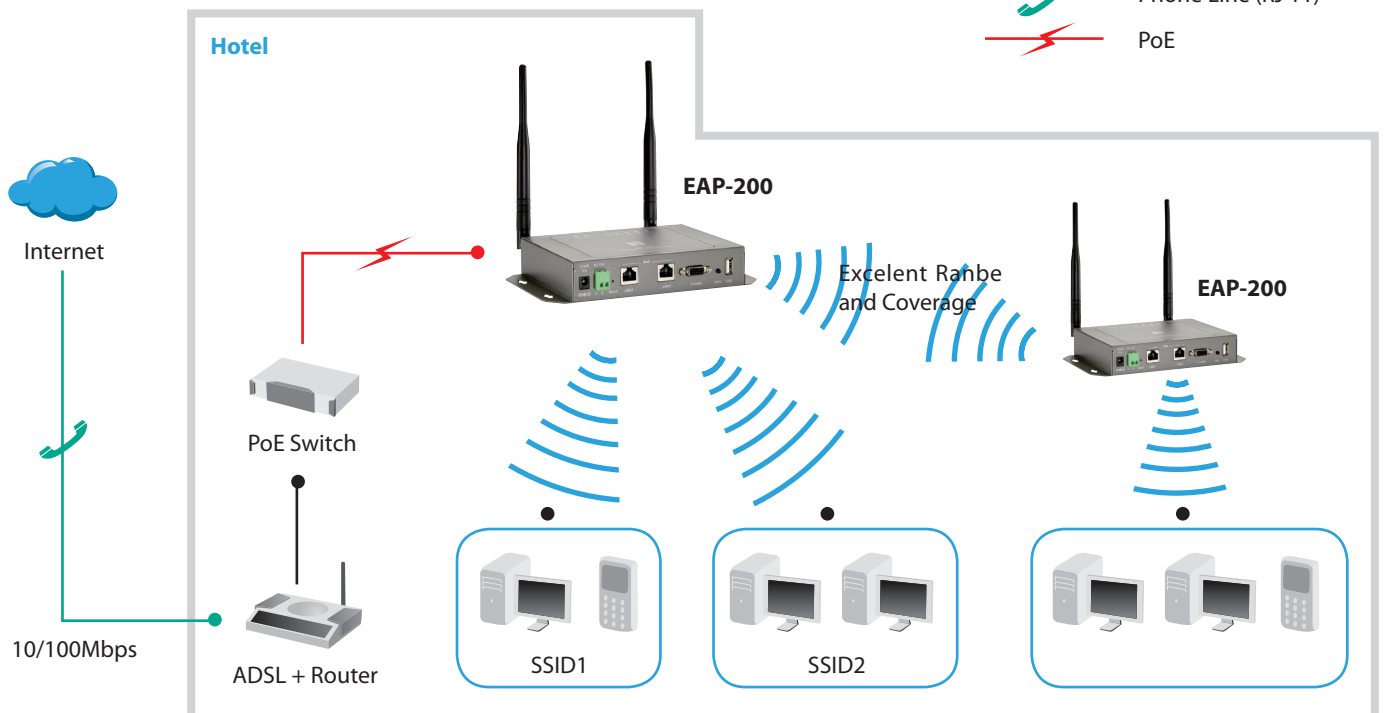 Phone Line (RJ-11)
PoE
Hotel
EAP-200
Internet
Excelent Ranbe
and Coverage
EAP-200
PoE Switch
10/100Mbps
ADSL + Router
SSID1
SSID2